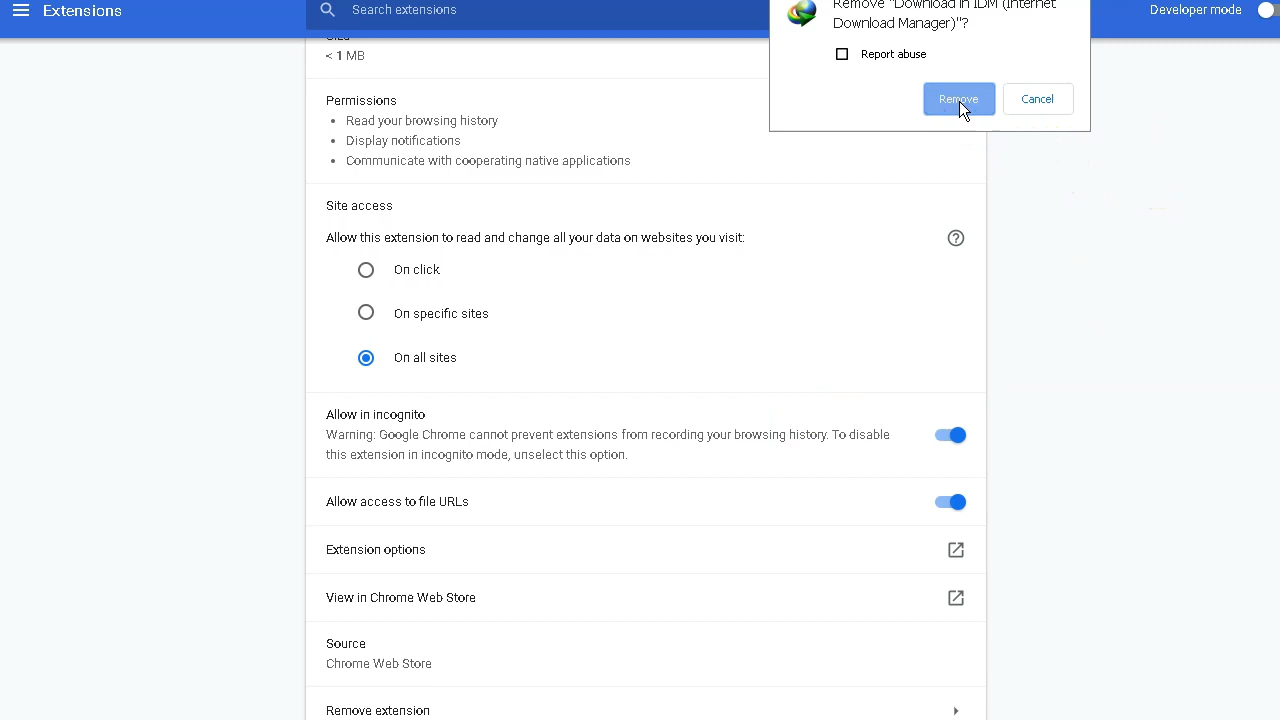 Extensions
Search extensions
Developer mode
Remove "Download in IDM (Internet
Download Manager)"?
Report abuse
Remove
Cancel
Size
< 1 MB
Permissions
Read your browsing history
Display notifications
Communicate with cooperating native applications
Site access
Allow this extension to read and change all your data on websites you visit:
On click
On specific sites
On all sites
Allow in incognito
Warning: Google Chrome cannot prevent extensions from recording your browsing history. To disable
this extension in incognito mode, unselect this option.
Allow access to file URLs
Extension options
View in Chrome Web Store
Source
Chrome Web Store
Remove extension